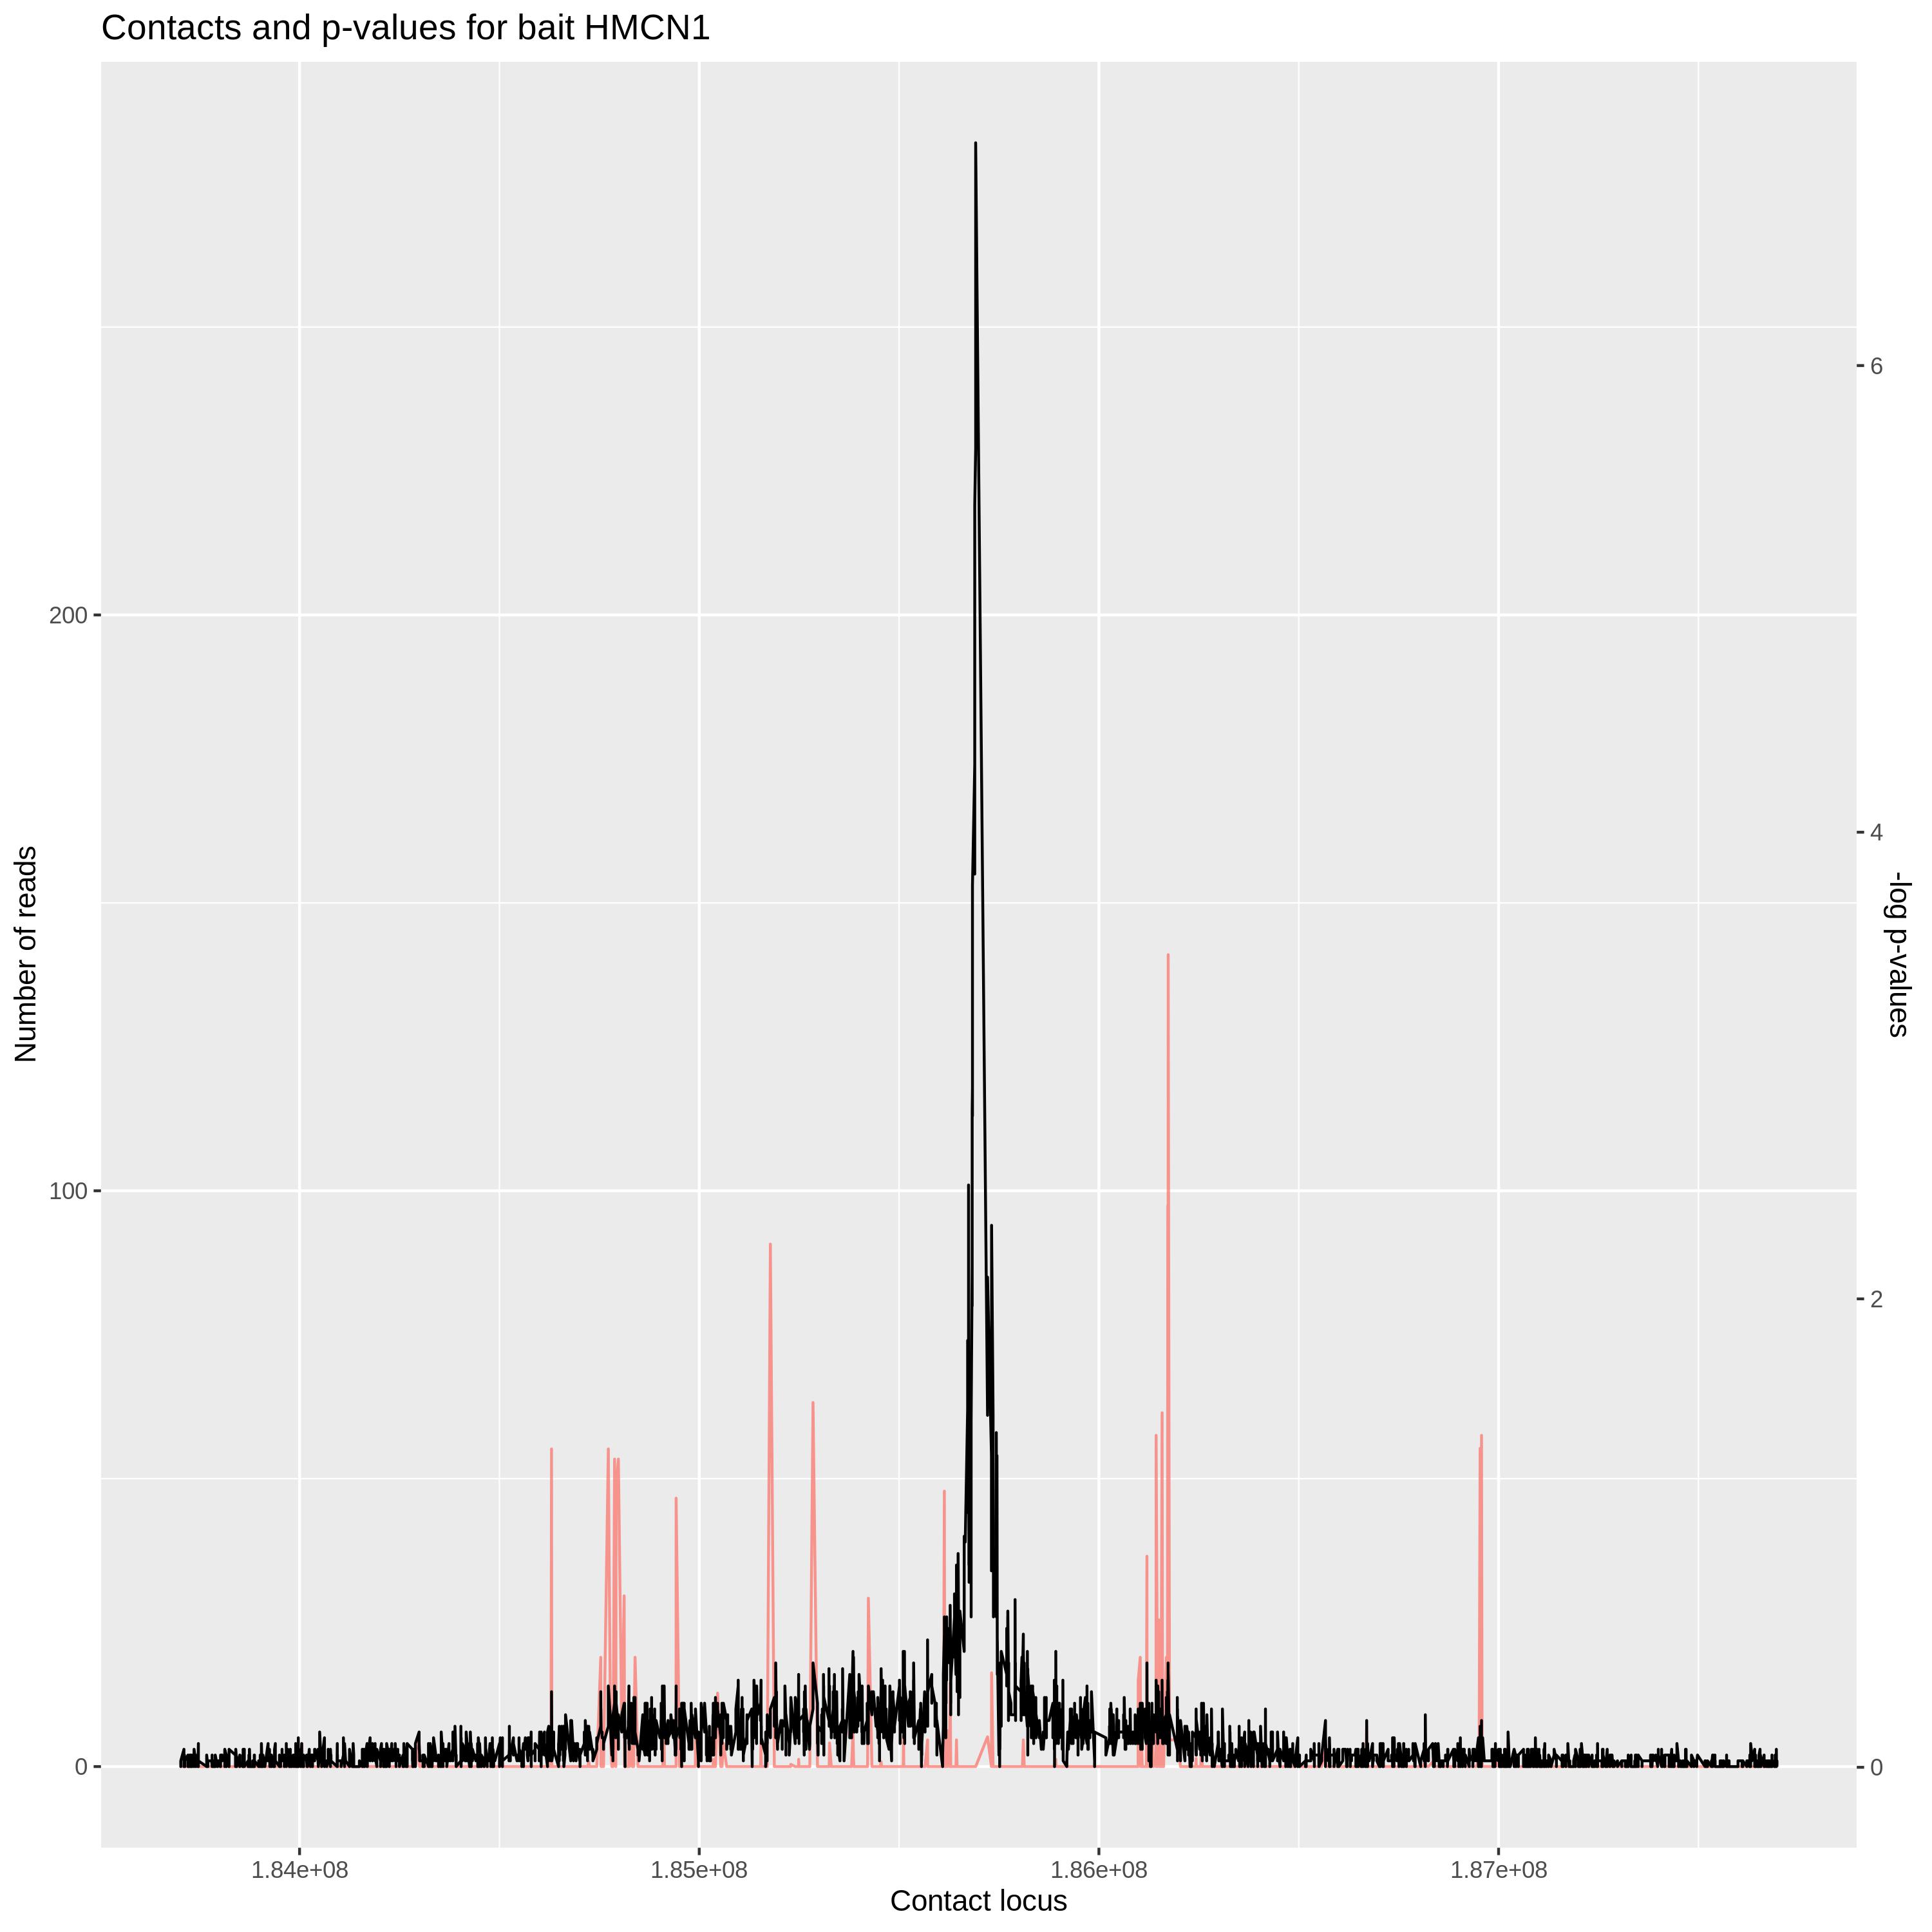 Contacts and p-values for bait HMCN1
Number of reads
200
100
0
6
4
2
0
-log p-values
1.84e+08
1.85e+08
1.86e+08
1.87e+08
Contact locus